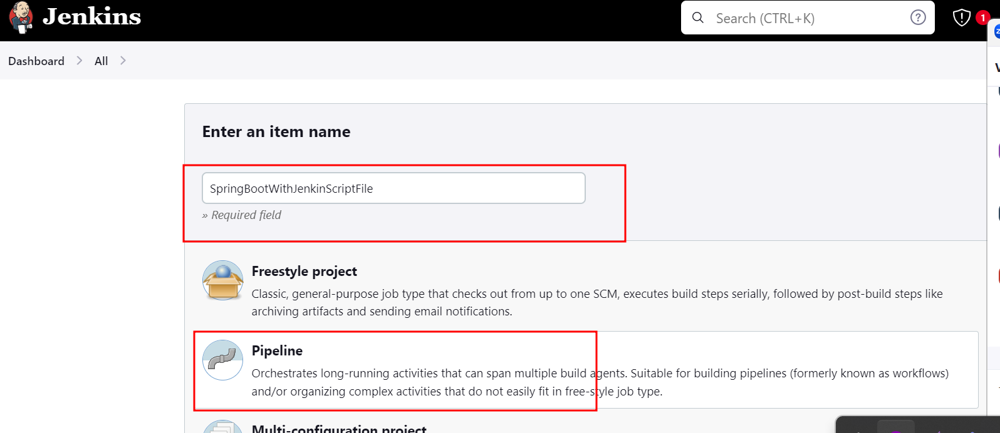 Jenkins
Search (CTRL+K)
1
Dashboard
All
Enter an item name
SpringBootWithJenkinScriptFile
» Required field
Freestyle project
Classic, general-purpose job type that checks out from up to one SCM, executes build steps serially, followed by post-build steps like
archiving artifacts and sending email notifications.
Pipeline
Orchestrates long-running activities that can span multiple build agents. Suitable for building pipelines (formerly known as workflows)
and/or organizing complex activities that do not easily fit in free-style job type.
Multi-configuration project